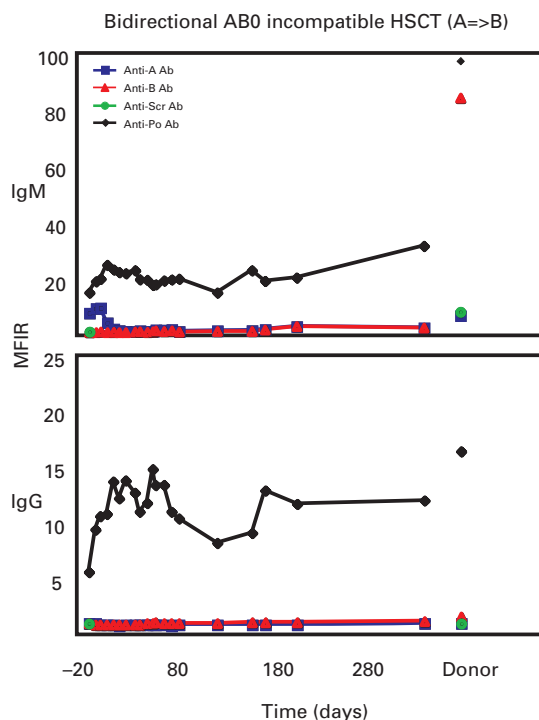 Bidirectional AB0 incompatible HSCT (A=>B)
100
Anti-A Ab
Anti-B Ab
Anti-Scr Ab
Anti-Po Ab
80
60
IgM
40
20
MFIR
25
20
15
IgG
10
5
−20 80 180 280 Donor
Time (days)